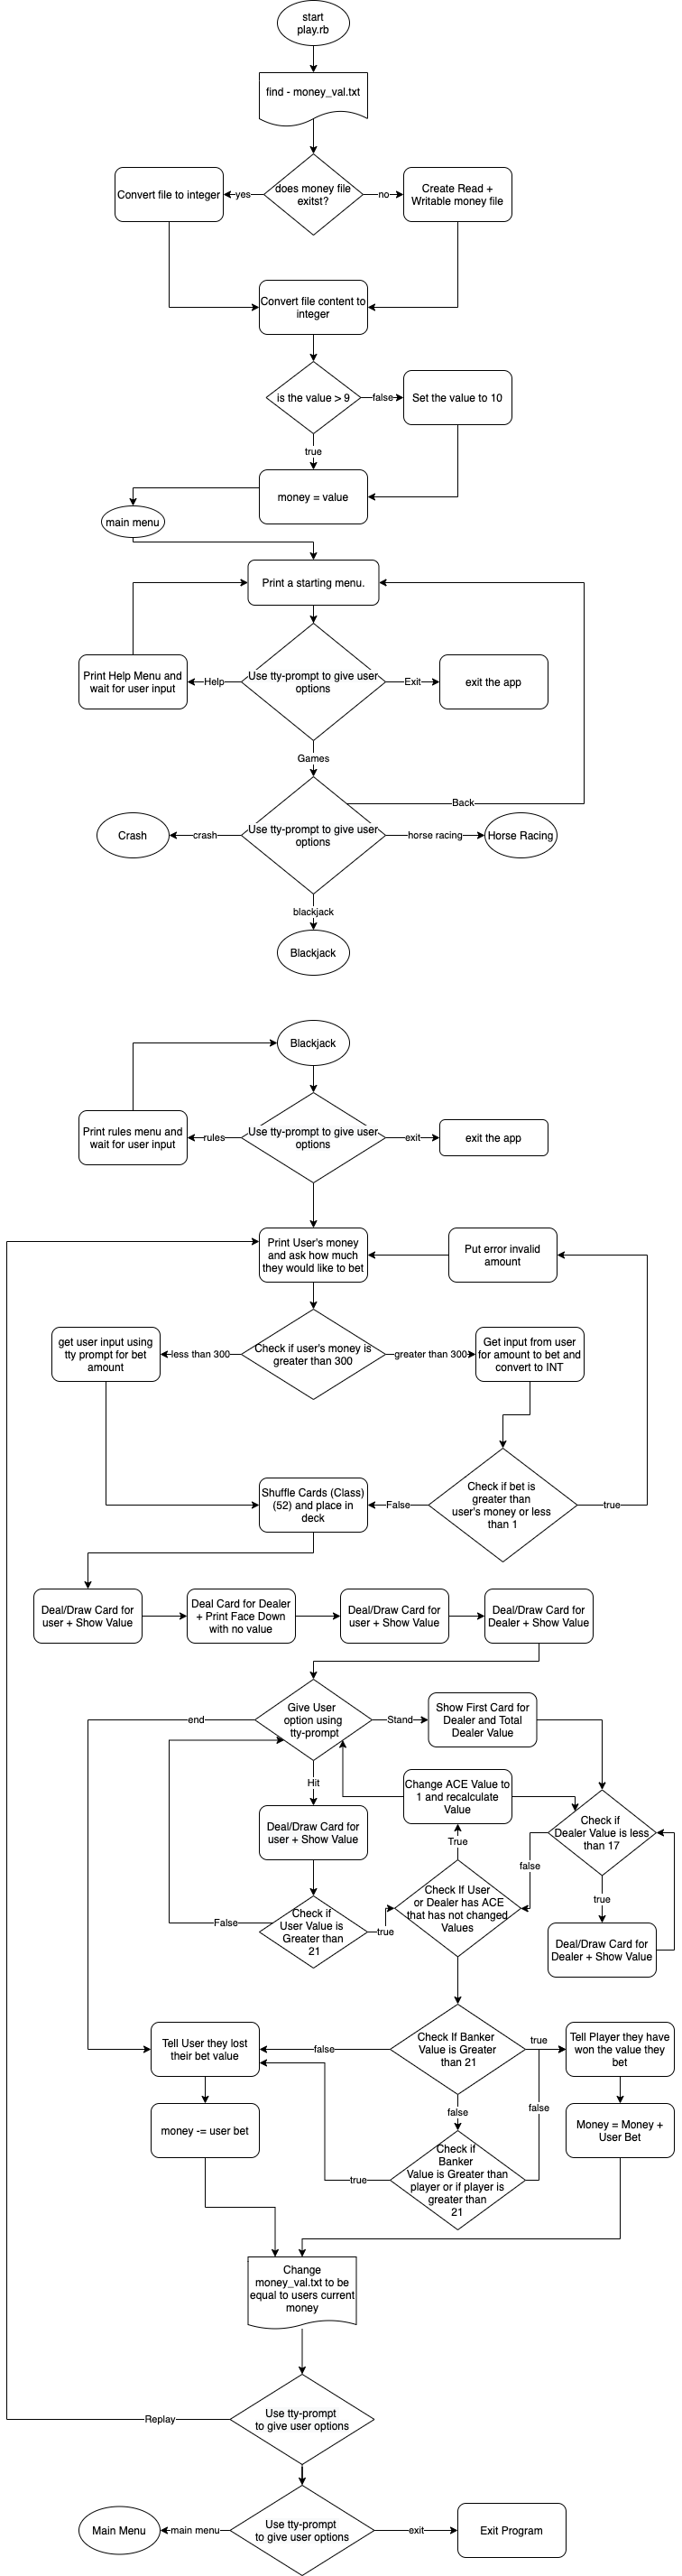 start
play.rb
find - money_val.txt
does money file
exitst?
yes
no
Convert file to integer
Create Read +
Writable money file
Convert file content to
integer
is the value > 9
false
Set the value to 10
true
money = value
main menu
Print a starting menu.
Print Help Menu and
wait for user input
Help
Use tty-prompt to give user
options
Exit
exit the app
Games
Back
Crash
crash
Use tty-prompt to give user
options
horse racing
Horse Racing
blackjack
Blackjack
Blackjack
Print rules menu and
wait for user input
rules
Use tty-prompt to give user
options
exit
exit the app
Print User's money
and ask how much
they would like to bet
Put error invalid
amount
get user input using
tty prompt for bet
amount
less than 300
Check if user's money is
greater than 300
greater than 300
Get input from user
for amount to bet and
convert to INT
Shuffle Cards (Class)
(52) and place in
deck
False
Check if bet is
greater than
user's money or less
than 1
true
Deal/Draw Card for
user + Show Value
Deal Card for Dealer
+ Print Face Down
with no value
Deal/Draw Card for
user + Show Value
Deal/Draw Card for
Dealer + Show Value
end
Give User
option using
tty-prompt
Stand
Show First Card for
Dealer and Total
Dealer Value
Hit
Change ACE Value to
1 and recalculate
Value
Deal/Draw Card for
user + Show Value
True
Check if
Dealer Value is less
than 17
false
true
Check If User
or Dealer has ACE
that has not changed
Values
False
Check if
User Value is
Greater than
21
true
Deal/Draw Card for
Dealer + Show Value
Tell User they lost
their bet value
false
Check If Banker
Value is Greater
than 21
true
Tell Player they have
won the value they
bet
false
false
money -= user bet
Money = Money +
User Bet
true
Check if
Banker
Value is Greater than
player or if player is
greater than
21
Change
money_val.txt to be
equal to users current
money
Replay
Use tty-prompt
to give user options
Main Menu
main menu
Use tty-prompt
to give user options
exit
Exit Program